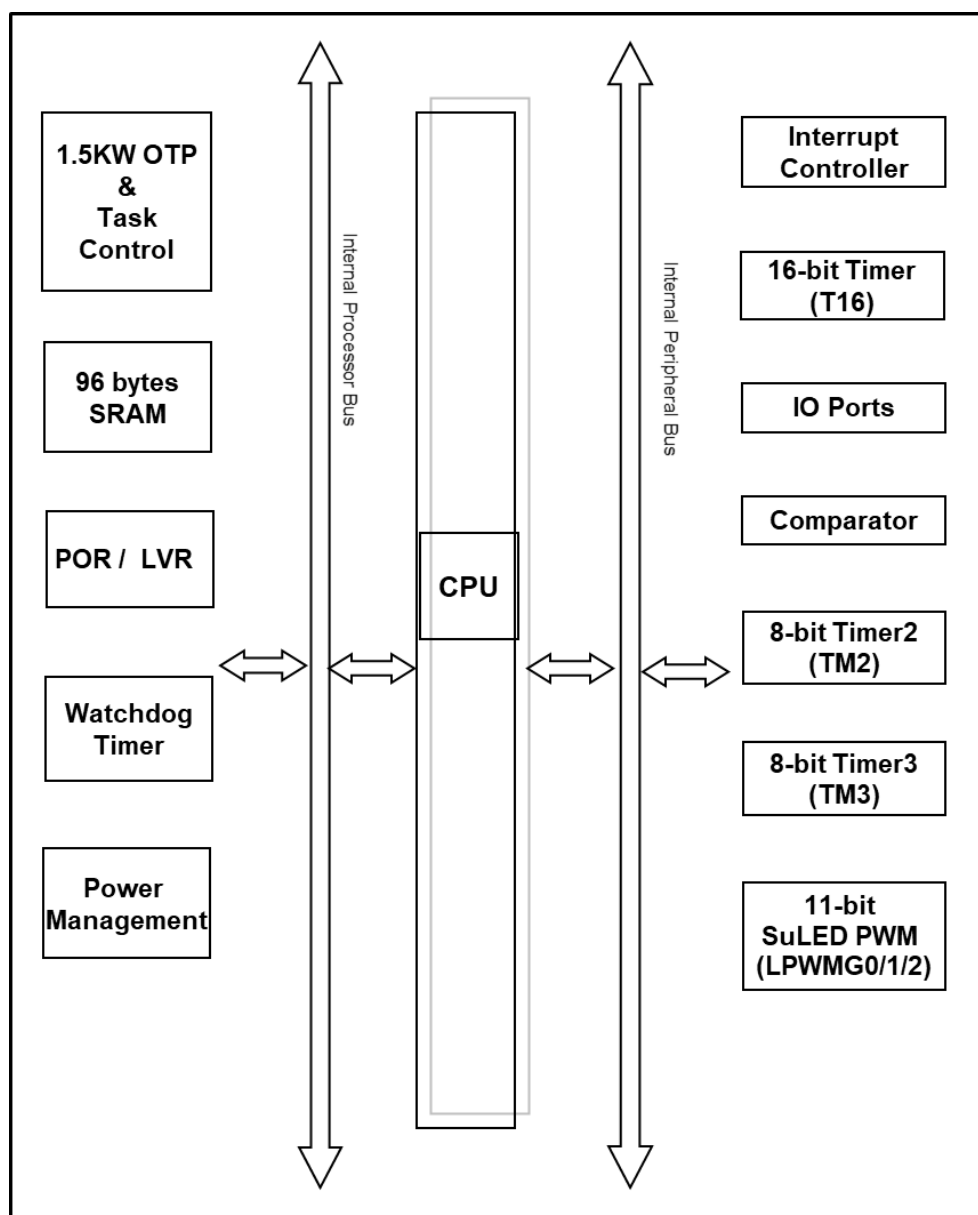 1.5KW OTP
&
Task
Control
96 bytes
SRAM
POR / LVR
Watchdog
Timer
Power
Management
Internal Processor Bus
CPU
Internal Peripheral Bus
Interrupt
Controller
16-bit Timer
(T16)
IO Ports
Comparator
8-bit Timer2
(TM2)
8-bit Timer3
(TM3)
11-bit
SuLED PWM
(LPWMG0/1/2)